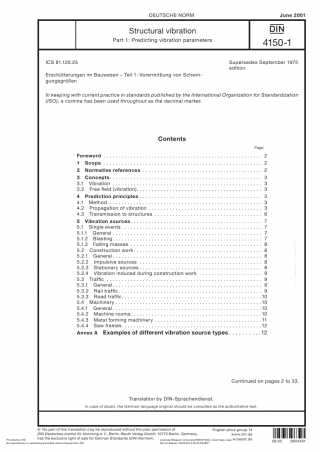 DEUTSCHE NORM
June 2001
Structural vibration
Part 1: Predicting vibration parameters
DIN
4150-1
ICS 91.120.25
Supersedes September 1975
edition.
Erschütterungen im Bauwesen – Teil 1: Vorermittlung von Schwin-
gungsgrößen
In keeping with current practice in standards published by the International Organization for Standardization
(ISO), a comma has been used throughout as the decimal marker.
Contents
Page
Foreword . . . . . . . . . . . . . . . . . . . . 2
1 Scope . . . . . . . . . . . . . . . . . . . . 2
2 Normative references . . . . . . . . . . . . . . . . . . . . 2
3 Concepts . . . . . . . . . . . . . . . . . . . . 3
3.1 Vibration . . . . . . . . . . . . . . . . . . . . 3
3.2 Free field (vibration) . . . . . . . . . . . . . . . . . . . . 3
4 Prediction principles . . . . . . . . . . . . . . . . . . . . 3
4.1 Method . . . . . . . . . . . . . . . . . . . . 3
4.2 Propagation of vibration . . . . . . . . . . . . . . . . . . . . 3
4.3 Transmission to structures . . . . . . . . . . . . . . . . . . . . 6
5 Vibration sources . . . . . . . . . . . . . . . . . . . . 7
5.1 Single events . . . . . . . . . . . . . . . . . . . . 7
5.1.1 General . . . . . . . . . . . . . . . . . . . . 7
5.1.2 Blasting . . . . . . . . . . . . . . . . . . . . 7
5.1.3 Falling masses . . . . . . . . . . . . . . . . . . . . 8
5.2 Construction work . . . . . . . . . . . . . . . . . . . . 8
5.2.1 General . . . . . . . . . . . . . . . . . . . . 8
5.2.2 Impulsive sources . . . . . . . . . . . . . . . . . . . . 8
5.2.3 Stationary sources . . . . . . . . . . . . . . . . . . . . 8
5.2.4 Vibration induced during construction work . . . . . . . . . . . . . . . . . . . . 9
5.3 Traffic . . . . . . . . . . . . . . . . . . . . 9
5.3.1 General . . . . . . . . . . . . . . . . . . . . 9
5.3.2 Rail traffic . . . . . . . . . . . . . . . . . . . . 9
5.3.3 Road traffic . . . . . . . . . . . . . . . . . . . . 10
5.4 Machinery . . . . . . . . . . . . . . . . . . . . 10
5.4.1 General . . . . . . . . . . . . . . . . . . . . 10
5.4.2 Machine rooms . . . . . . . . . . . . . . . . . . . . 10
5.4.3 Metal forming machinery . . . . . . . . . . . . . . . . . . . . 11
5.4.4 Saw frames . . . . . . . . . . . . . . . . . . . . 12
Annex A Examples of different vibration source types . . . . . . . . . . 12
Continued on pages 2 to 33.
Translation by DIN-Sprachendienst.
In case of doubt, the German-language original should be consulted as the authoritative text.
© No part of this translation may be reproduced without the prior permission of
DIN Deutsches Institut für Normung e. V., Berlin. Beuth Verlag GmbH, 10772 Berlin, Germany,
has the exclusive right of sale for German Standards (DIN-Normen).
English price group 14
www.din.de
www.beuth.de